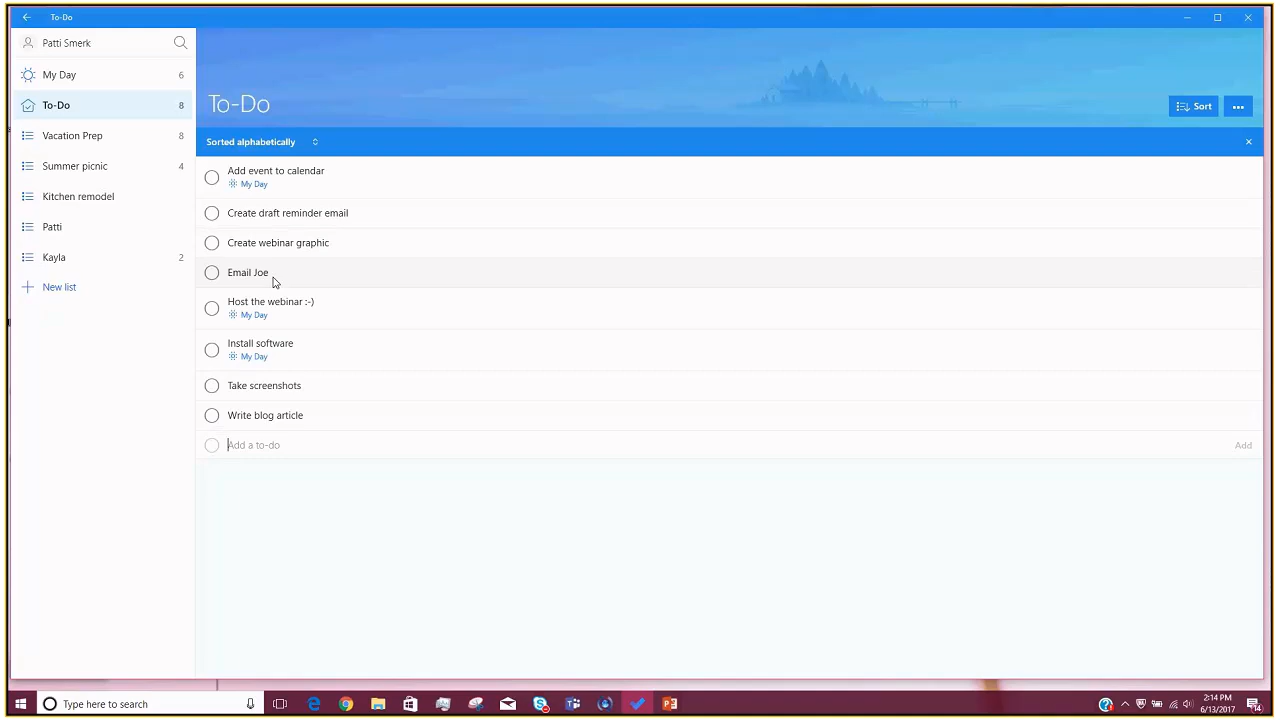 To-Do
Patti Smerk
My Day 6
To-Do 8
Vacation Prep 8
Summer picnic 4
Kitchen remodel
Patti
Kayla 2
New list
To-Do
Sort
Sorted alphabetically
Add event to calendar
My Day
Create draft reminder email
Create webinar graphic
Email Joe
Host the webinar :-)
My Day
Install software
My Day
Take screenshots
Write blog article
Add a to-do Add
Type here to search
2:14 PM
6/13/2017
14